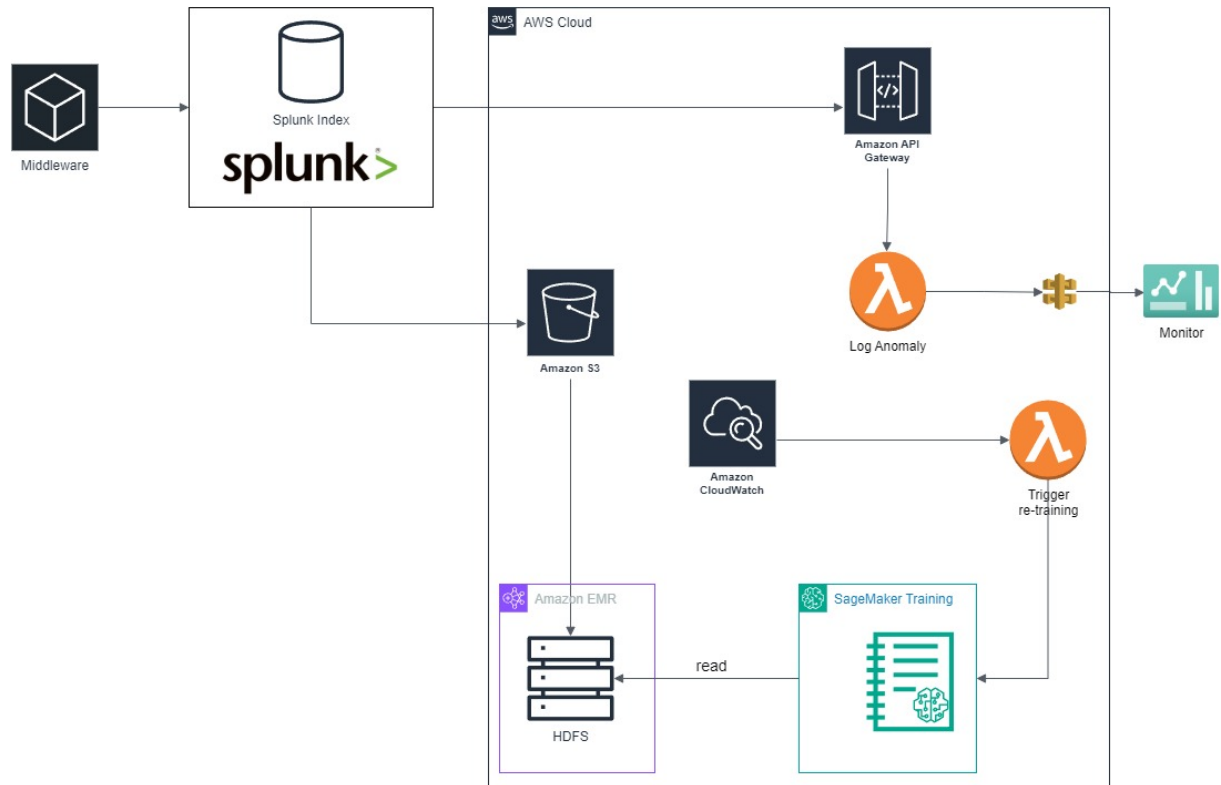 aws
AWS Cloud
Splunk Index
splunk>
Middleware
</>
Amazon API
Gateway
Log Anomaly
Monitor
Amazon S3
Amazon
CloudWatch
Trigger
re-training
Amazon EMR
SageMaker Training
read
HDFS